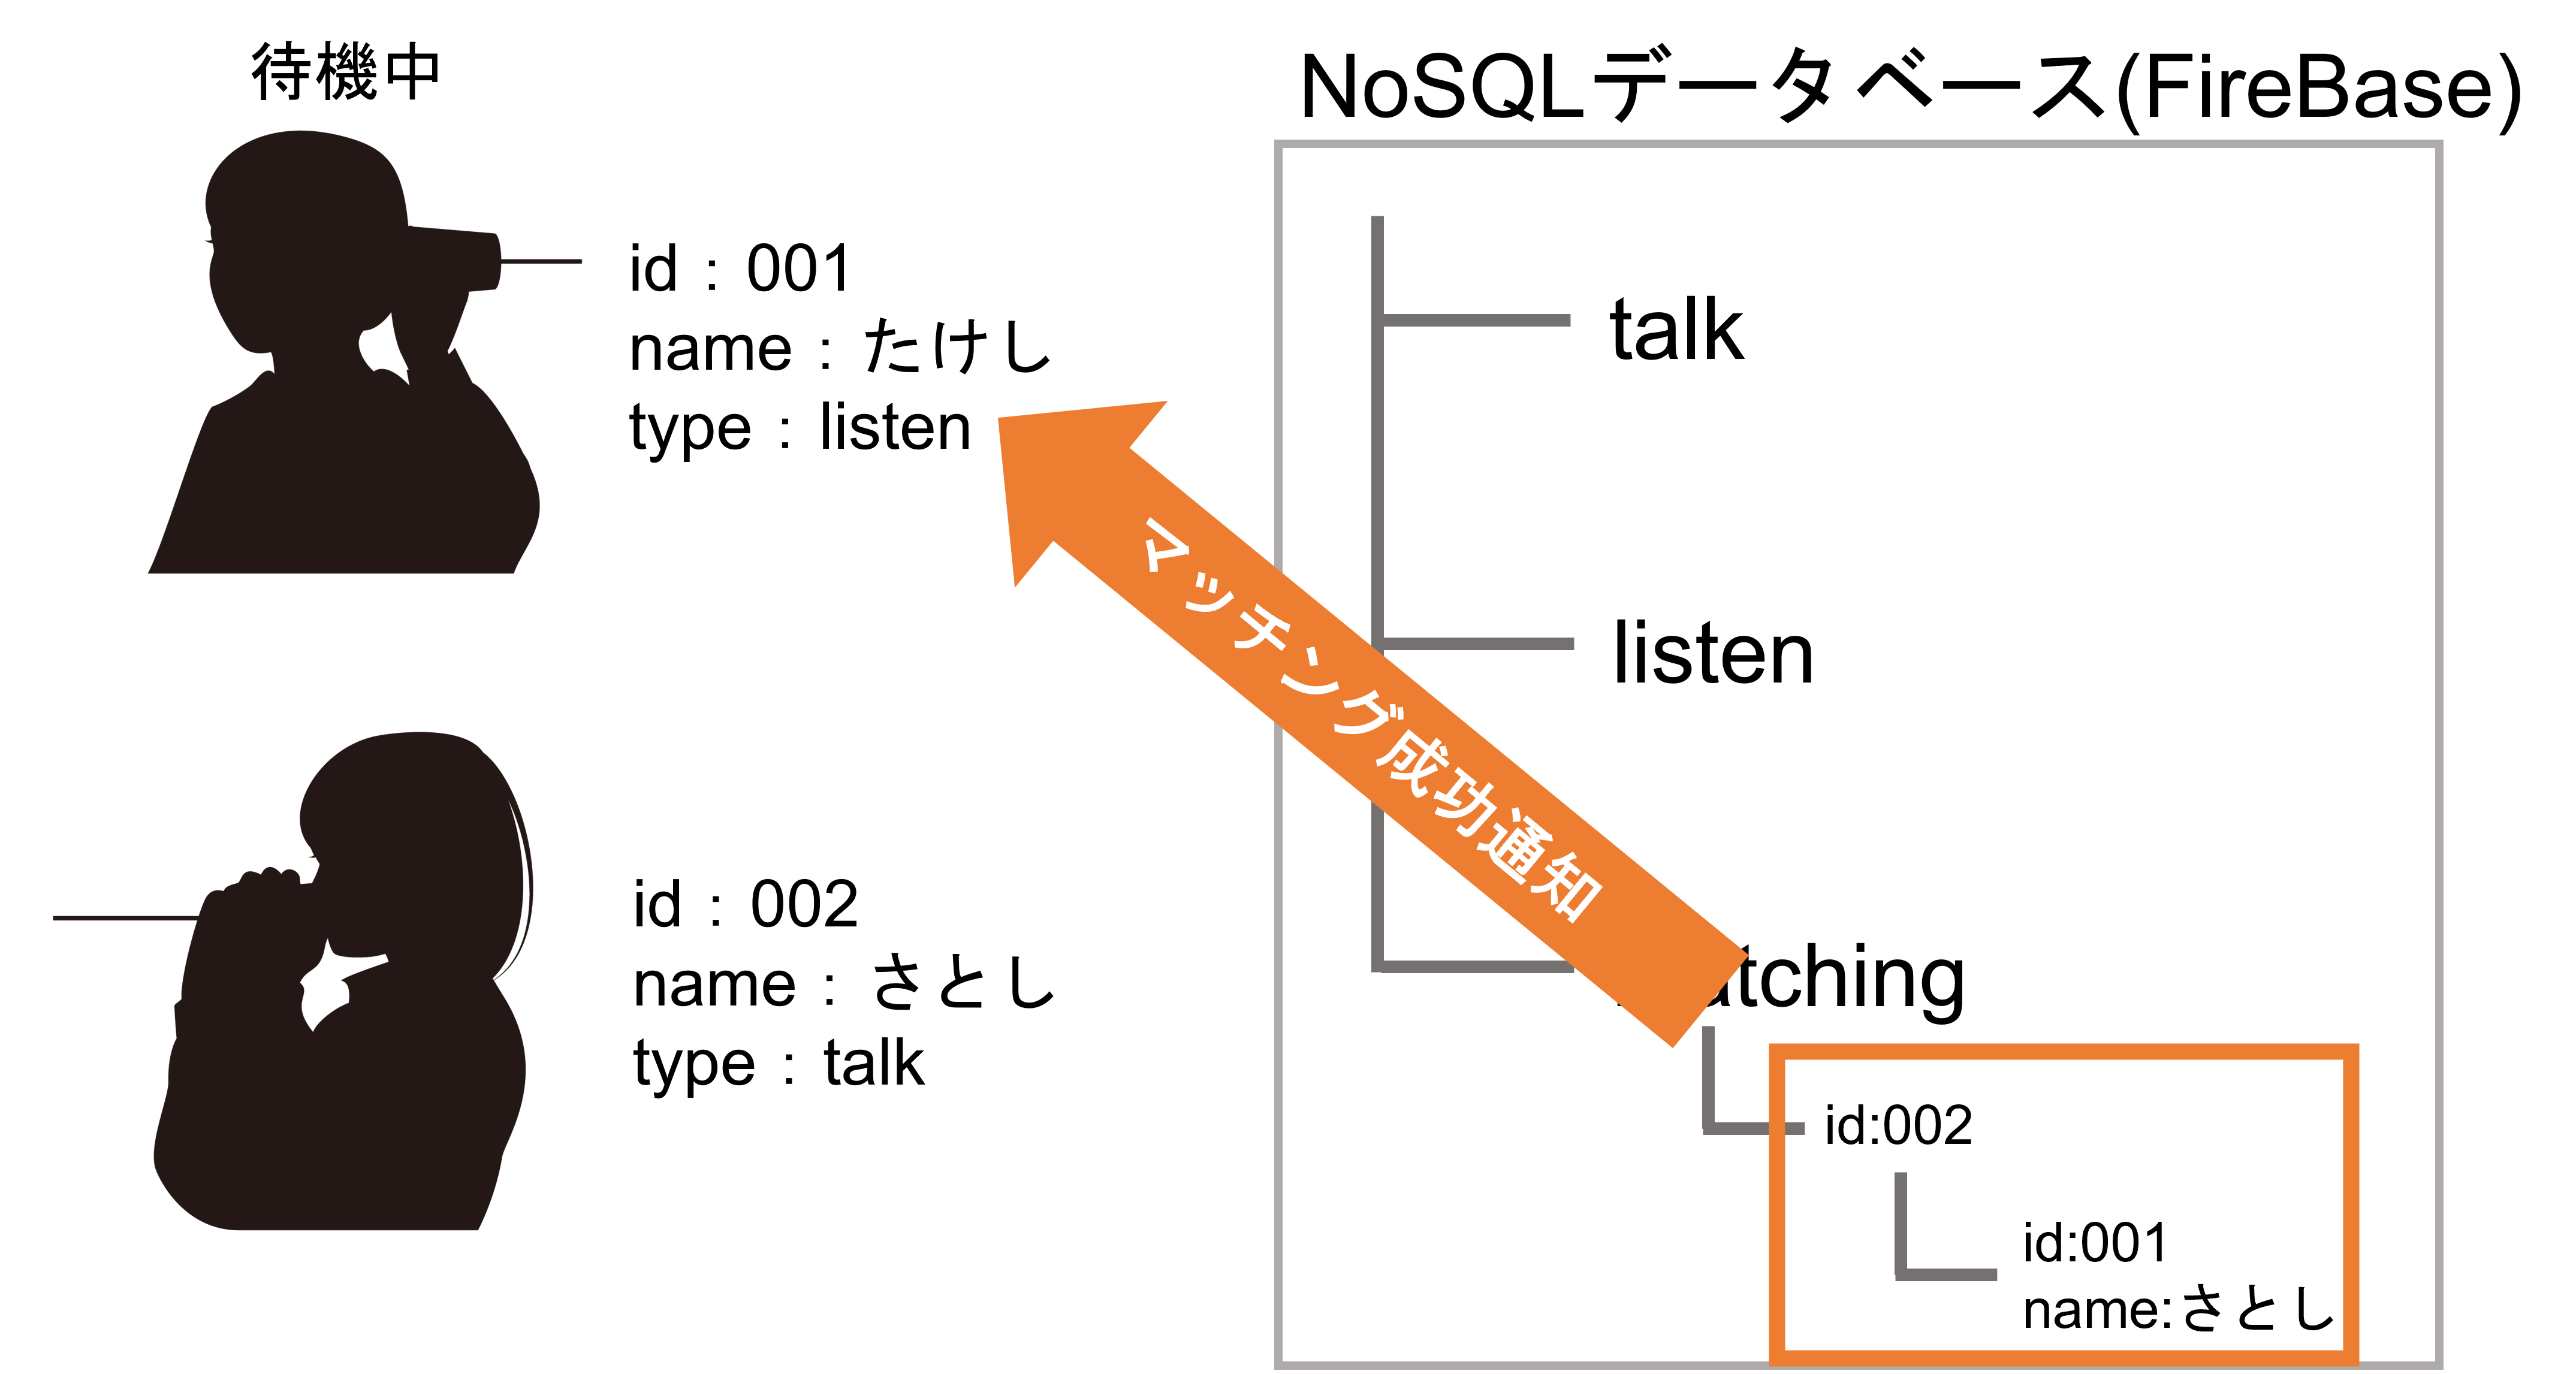 待機中
id：001
name：たけし
type：listen
id：002
name：さとし
type：talk
NoSQLデータベース(FireBase)
talk
listen
マッチング成功通知
tching
id:002
id:001
name:さとし